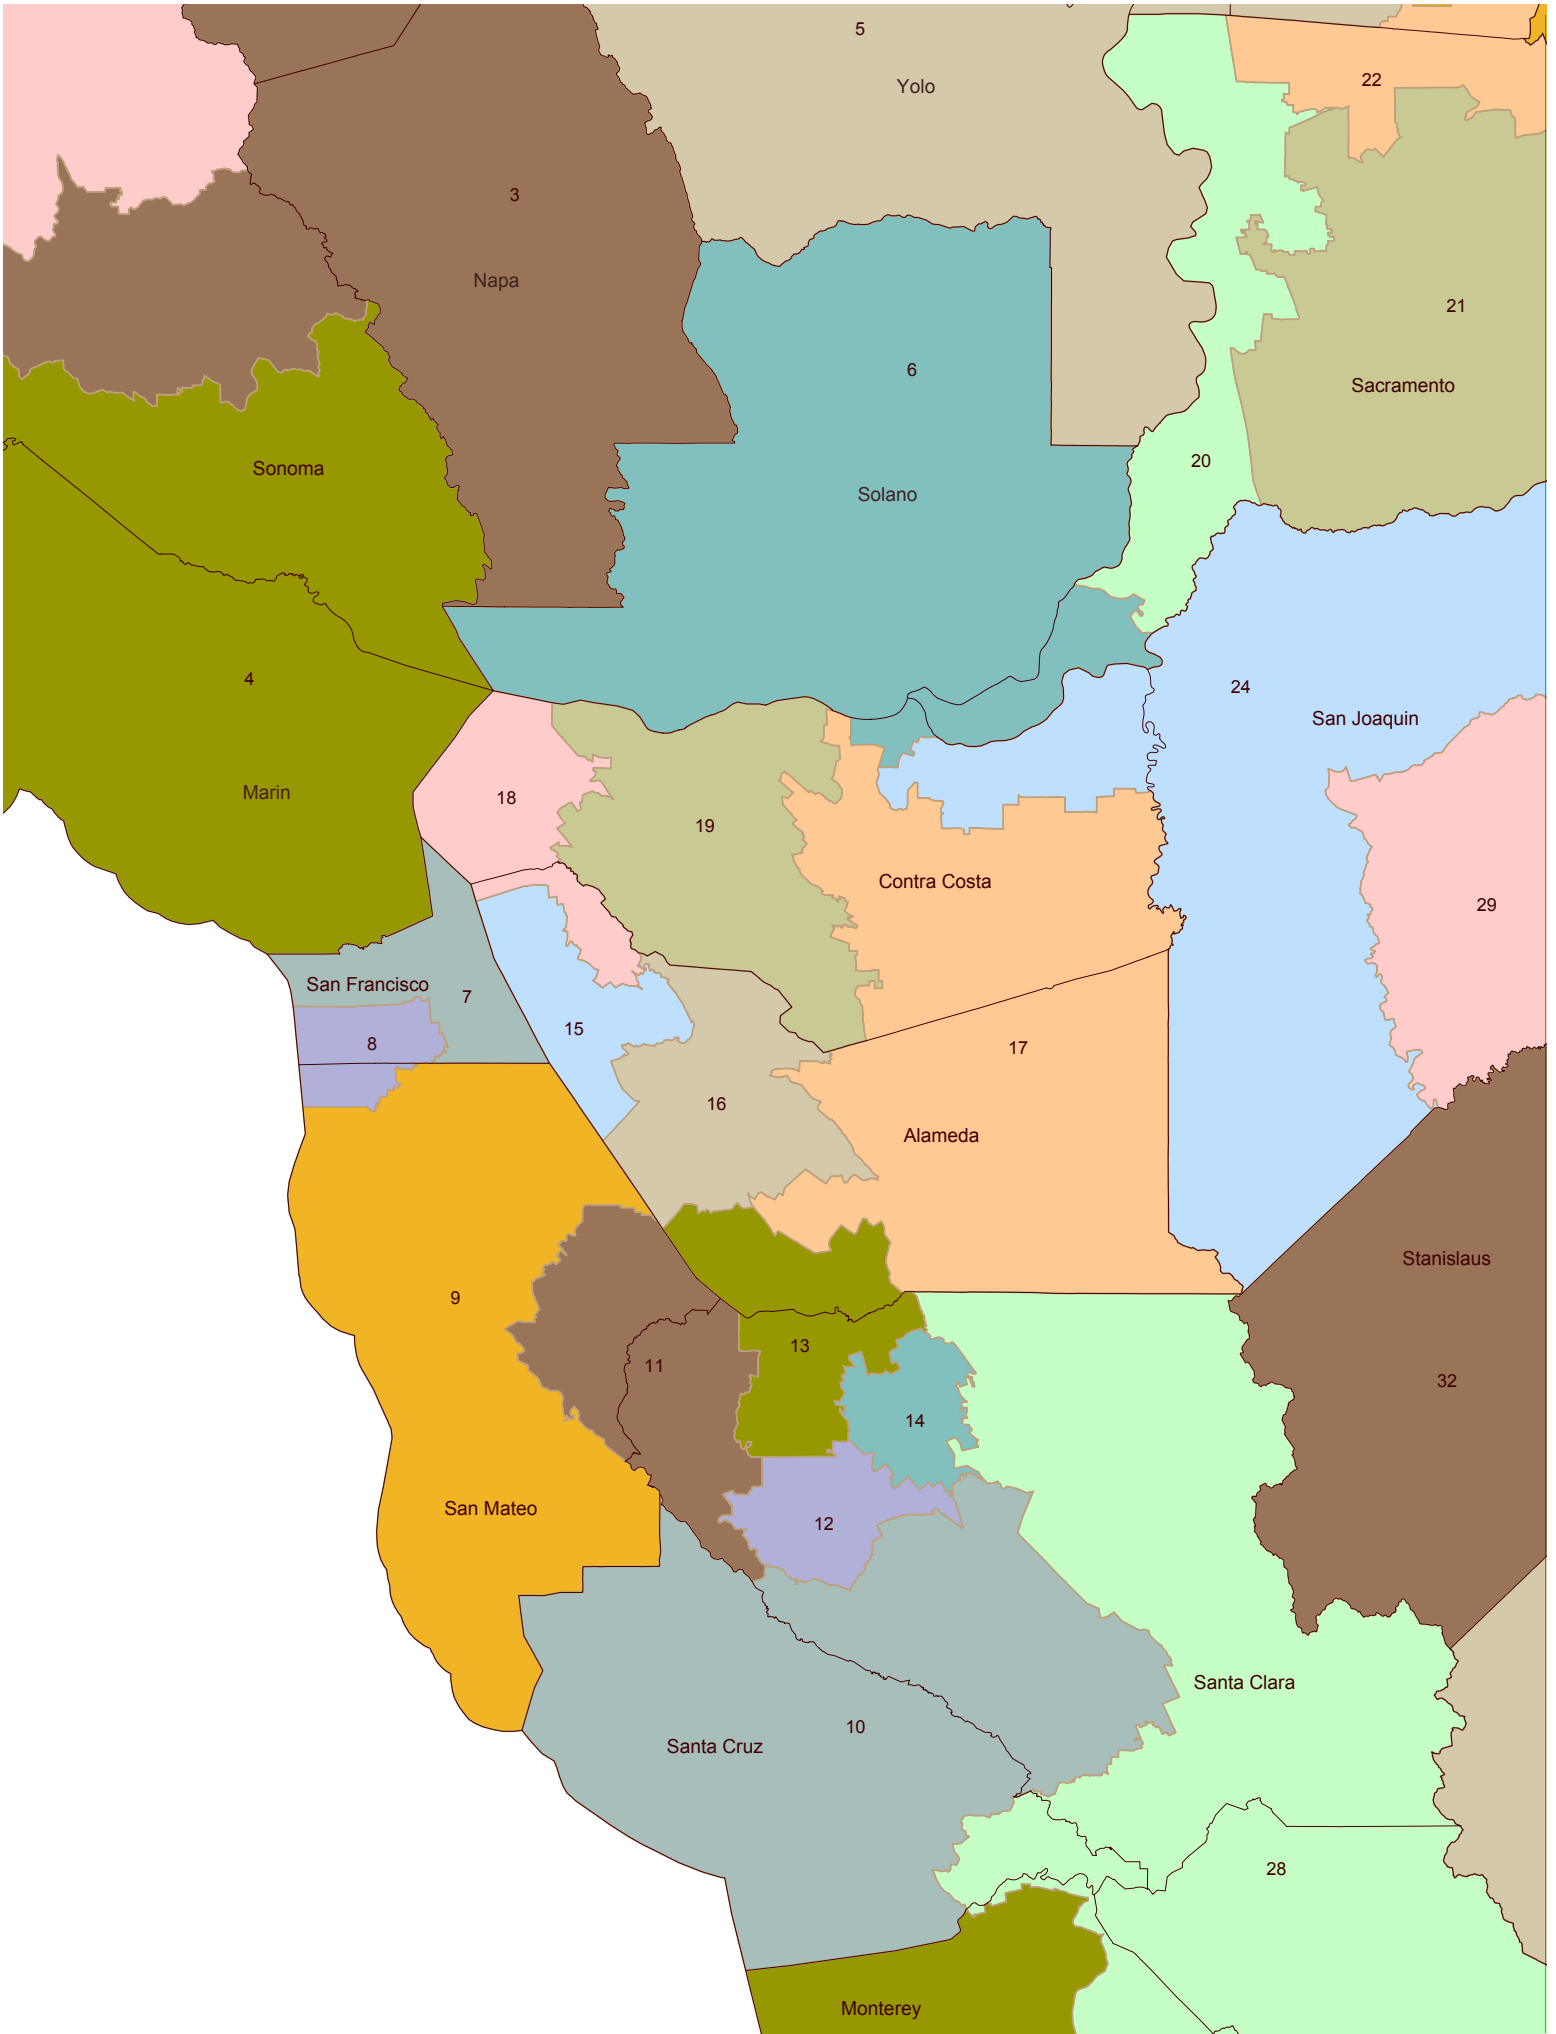 5
Yolo
22
3
Napa
21
6
Sacramento
20
Sonoma
Solano
4
24
San Joaquin
Marin
18
19
Contra Costa
29
San Francisco
7
15
8
17
16
Alameda
Stanislaus
9
13
11
32
14
San Mateo
12
Santa Clara
10
Santa Cruz
28
Monterey